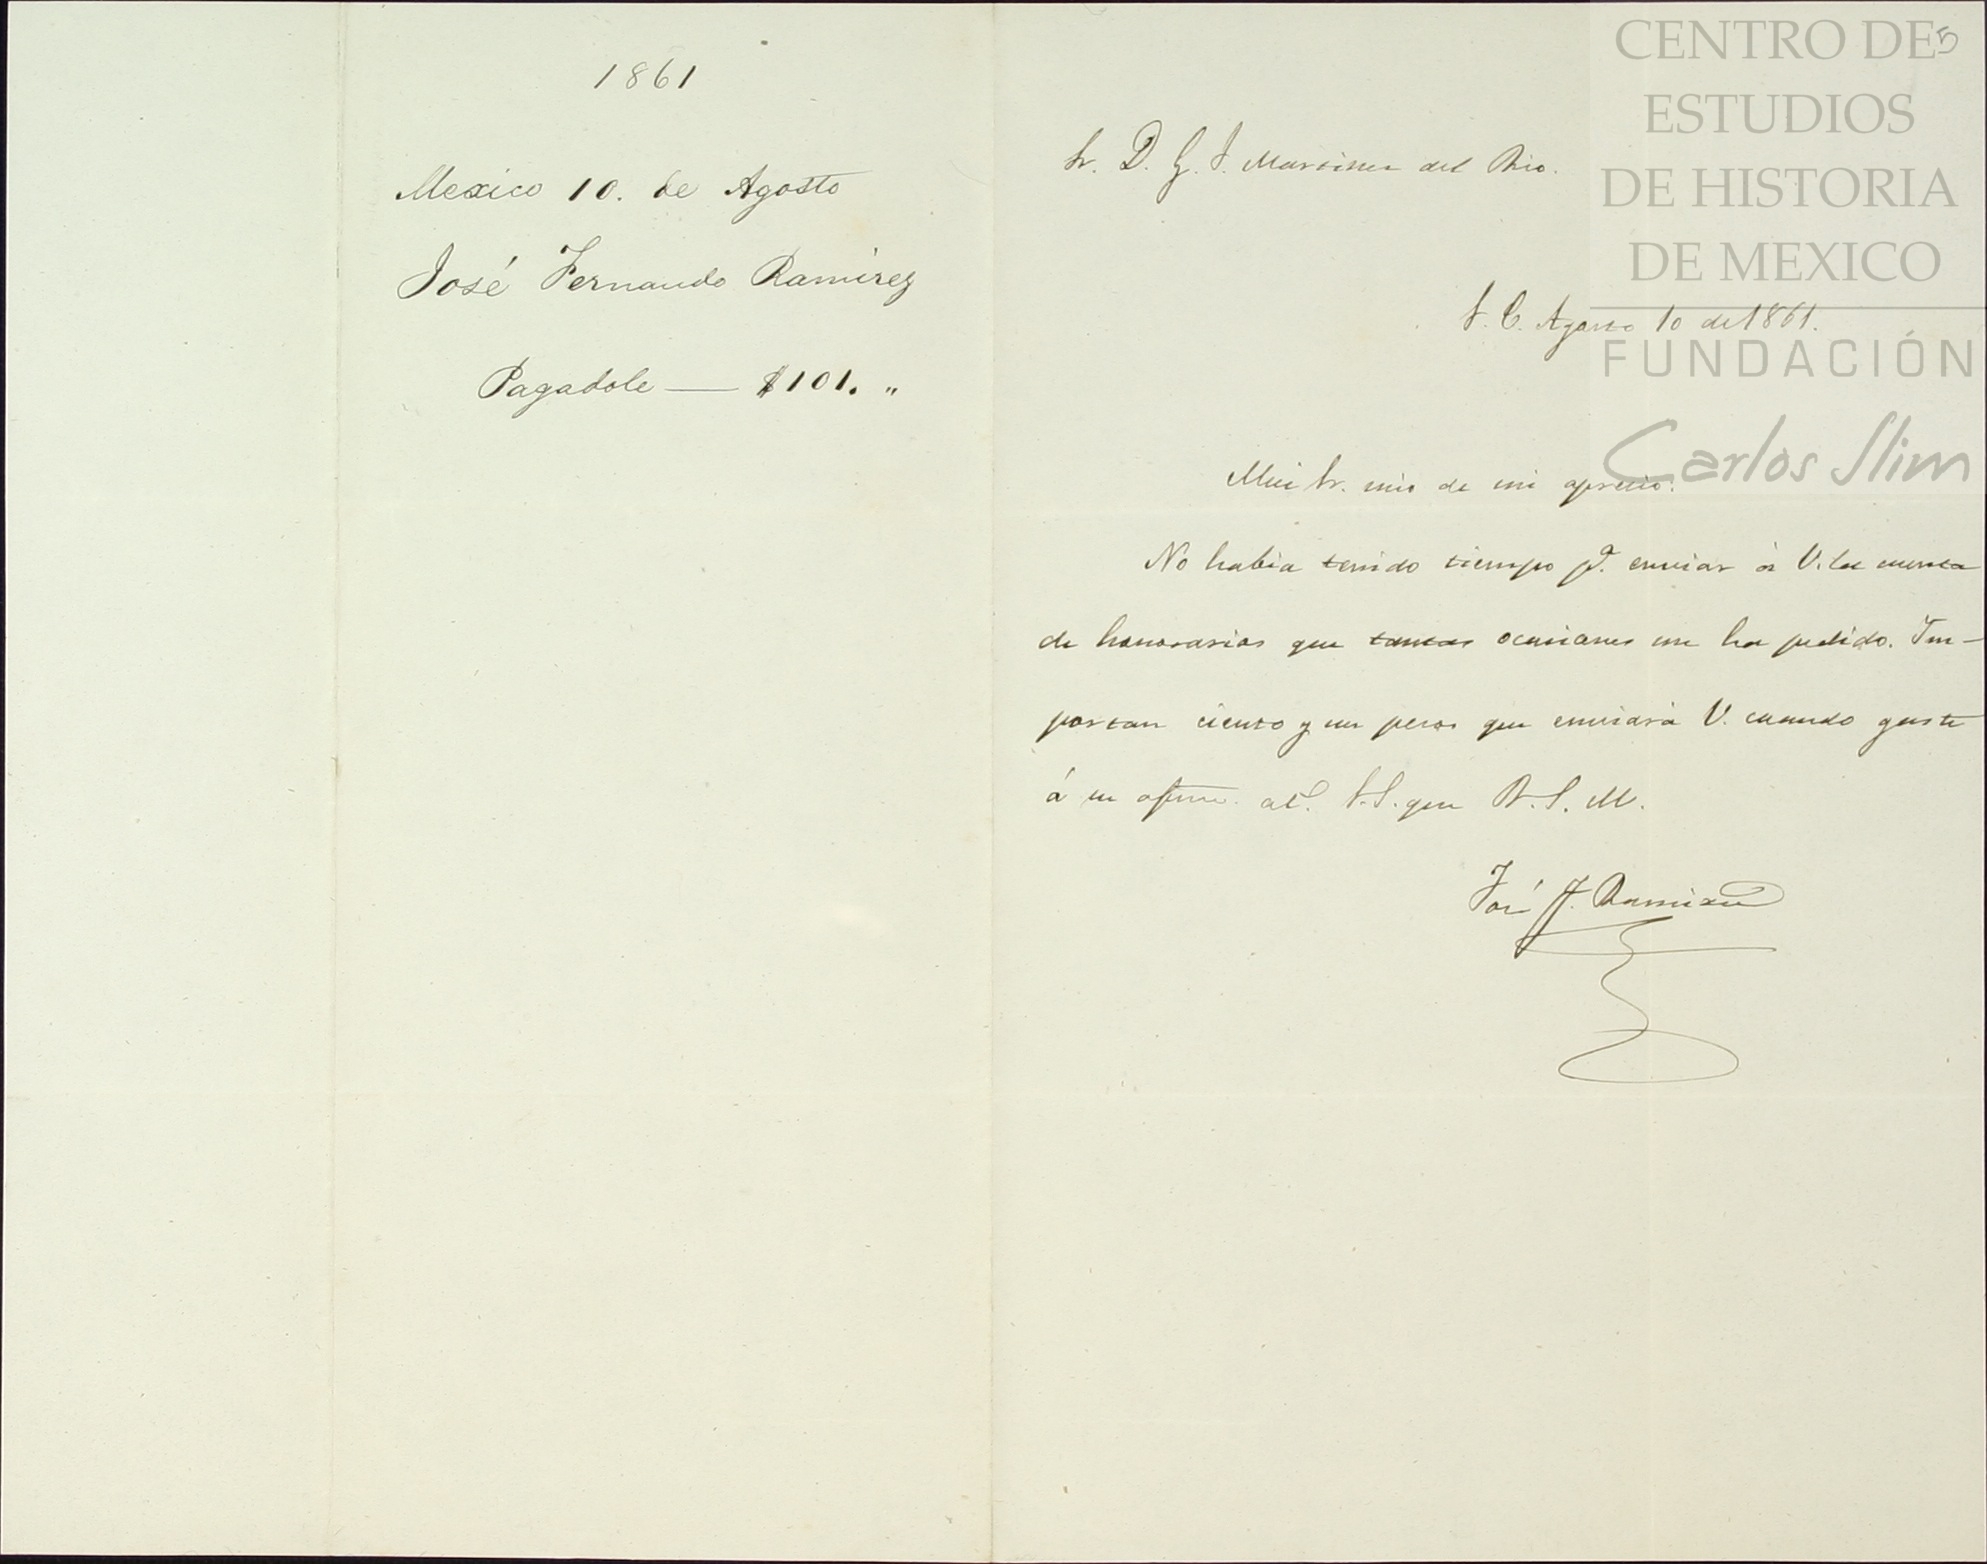 1861
Mexico 10. de Agosto
José Fernando Ramirez
Pagadole — $101. „
5
Sr. D. G. J. Martinez del Rio.
S. C. Agosto 10 de 1861.
Mui Sr. mio de mi aprecio.
No habia tenido tiempo pª. enviar á V. la cuenta
de honorarios que tantas ocasiones me ha pedido. Im-
portan ciento y un pesos que enviará V. cuando guste
á su afmo. at. S. S. que B. S. M.
José F. Ramirez
CENTRO DE
ESTUDIOS
DE HISTORIA
DE MEXICO
FUNDACIÓN
Carlos Slim